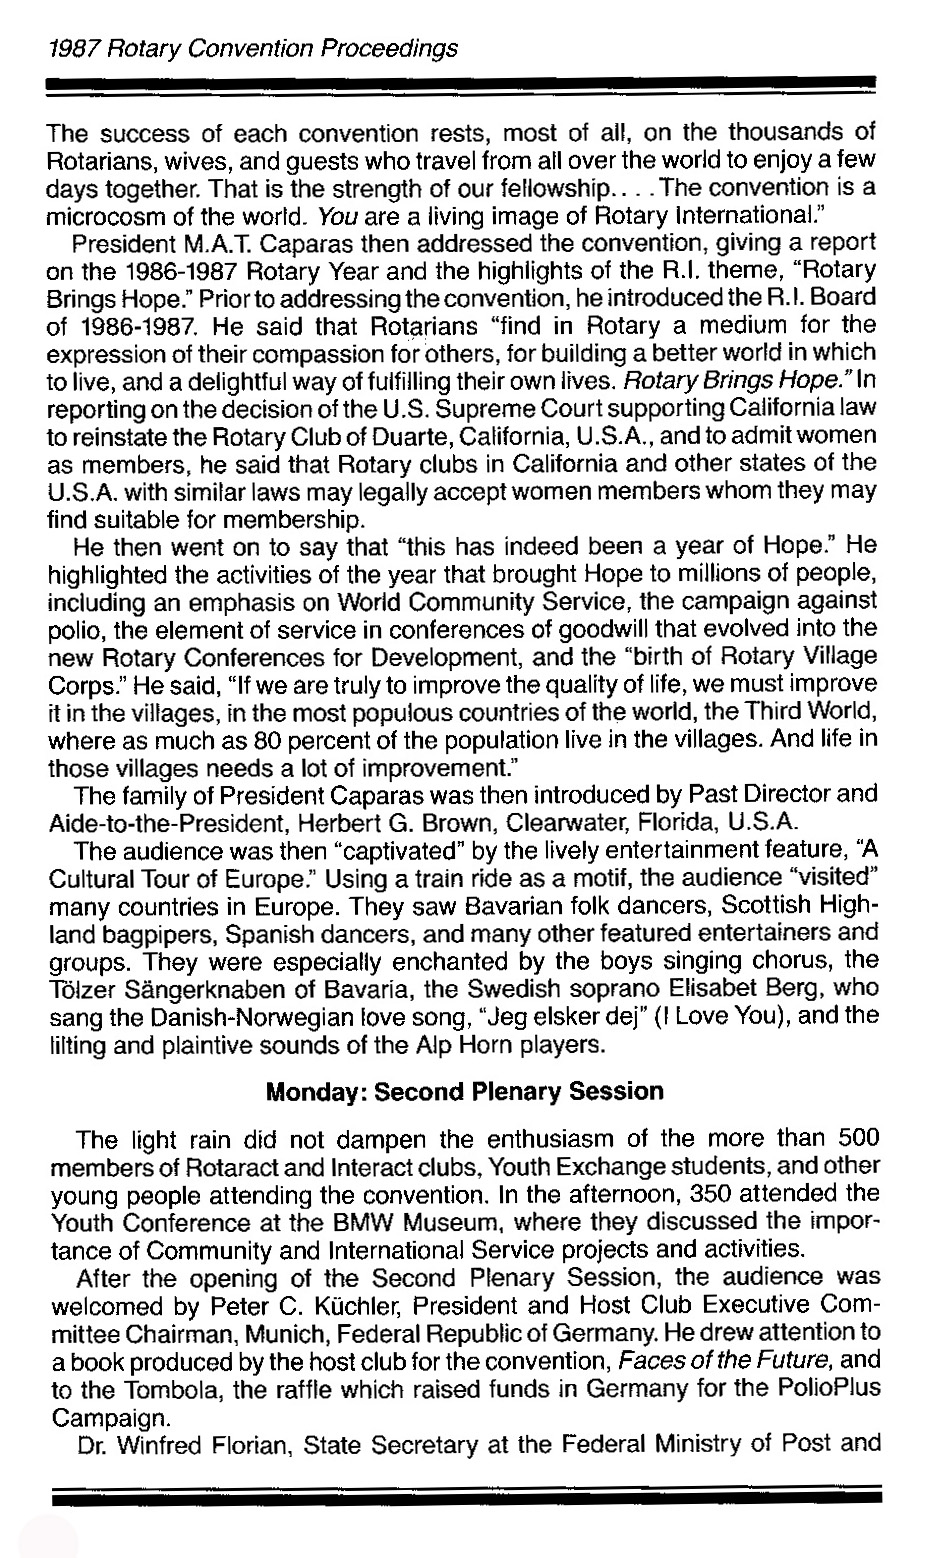 1987 Rotary Convention Proceedings
The success of each convention rests, most of all, on the thousands of
Rotarians, wives, and guests who travel from all over the world to enjoy a few
days together. That is the strength of our fellowship.. . .The convention is a
microcosm of the world. You are a living image of Rotary International."
President M.A.T. Caparas then addressed the convention, giving a report
on the 1986-1987 Rotary Year and the highlights of the R.I. theme, "Rotary
Brings Hope." Prior to addressing the convention, he introduced the R.I. Board
of 1986-1987. He said that Rotarians "find in Rotary a medium for the
expression of their compassion for others, for building a better world in which
to live, and a delightful way of fulfilling their own lives. Rotary Brings Hope." In
reporting on the decision of the U.S. Supreme Court supporting California law
to reinstate the Rotary Club of Duarte, California, U.S.A., and to admit women
as members, he said that Rotary clubs in California and other states of the
U.S.A. with similar laws may legally accept women members whom they may
find suitable for membership.
He then went on to say that "this has indeed been a year of Hope." He
highlighted the activities of the year that brought Hope to millions of people,
including an emphasis on World Community Service, the campaign against
polio, the element of service in conferences of goodwill that evolved into the
new Rotary Conferences for Development, and the "birth of Rotary Village
Corps." He said, "If we are truly to improve the quality of life, we must improve
it in the villages, in the most populous countries of the world, the Third World,
where as much as 80 percent of the population live in the villages. And life in
those villages needs a lot of improvement."
The family of President Caparas was then introduced by Past Director and
Aide-to-the-President, Herbert G. Brown, Clearwater, Florida, U.S.A.
The audience was then "captivated" by the lively entertainment feature, "A
Cultural Tour of Europe." Using a train ride as a motif, the audience "visited"
many countries in Europe. They saw Bavarian folk dancers, Scottish High-
land bagpipers, Spanish dancers, and many other featured entertainers and
groups. They were especially enchanted by the boys singing chorus, the
Tölzer Sängerknaben of Bavaria, the Swedish soprano Elisabet Berg, who
sang the Danish-Norwegian love song, "Jeg elsker dej" (I Love You), and the
lilting and plaintive sounds of the Alp Horn players.
Monday: Second Plenary Session
The light rain did not dampen the enthusiasm of the more than 500
members of Rotaract and Interact clubs, Youth Exchange students, and other
young people attending the convention. In the afternoon, 350 attended the
Youth Conference at the BMW Museum, where they discussed the impor-
tance of Community and International Service projects and activities.
After the opening of the Second Plenary Session, the audience was
welcomed by Peter C. Küchler, President and Host Club Executive Com-
mittee Chairman, Munich, Federal Republic of Germany. He drew attention to
a book produced by the host club for the convention, Faces of the Future, and
to the Tombola, the raffle which raised funds in Germany for the PolioPlus
Campaign.
Dr. Winfred Florian, State Secretary at the Federal Ministry of Post and